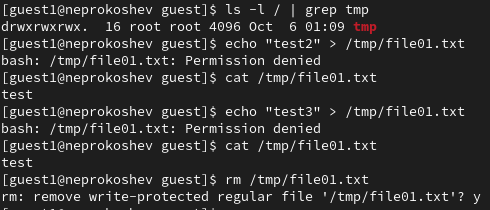 [guest1@neprokoshev guest]$ ls -l / | grep tmp
drwxrwxrwx.  16 root root 4096 Oct  6 01:09 tmp
[guest1@neprokoshev guest]$ echo "test2" > /tmp/file01.txt
bash: /tmp/file01.txt: Permission denied
[guest1@neprokoshev guest]$ cat /tmp/file01.txt
test
[guest1@neprokoshev guest]$ echo "test3" > /tmp/file01.txt
bash: /tmp/file01.txt: Permission denied
[guest1@neprokoshev guest]$ cat /tmp/file01.txt
test
[guest1@neprokoshev guest]$ rm /tmp/file01.txt
rm: remove write-protected regular file '/tmp/file01.txt'? y